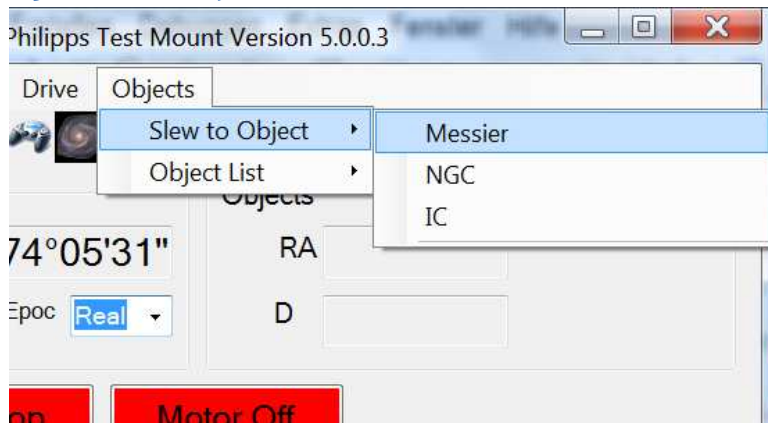 Philipps Test Mount Version 5.0.0.3
Drive Objects
Slew to Object Messier
Object List NGC
IC
Objects
74°05'31" RA
Epoc Real D
Motor Off